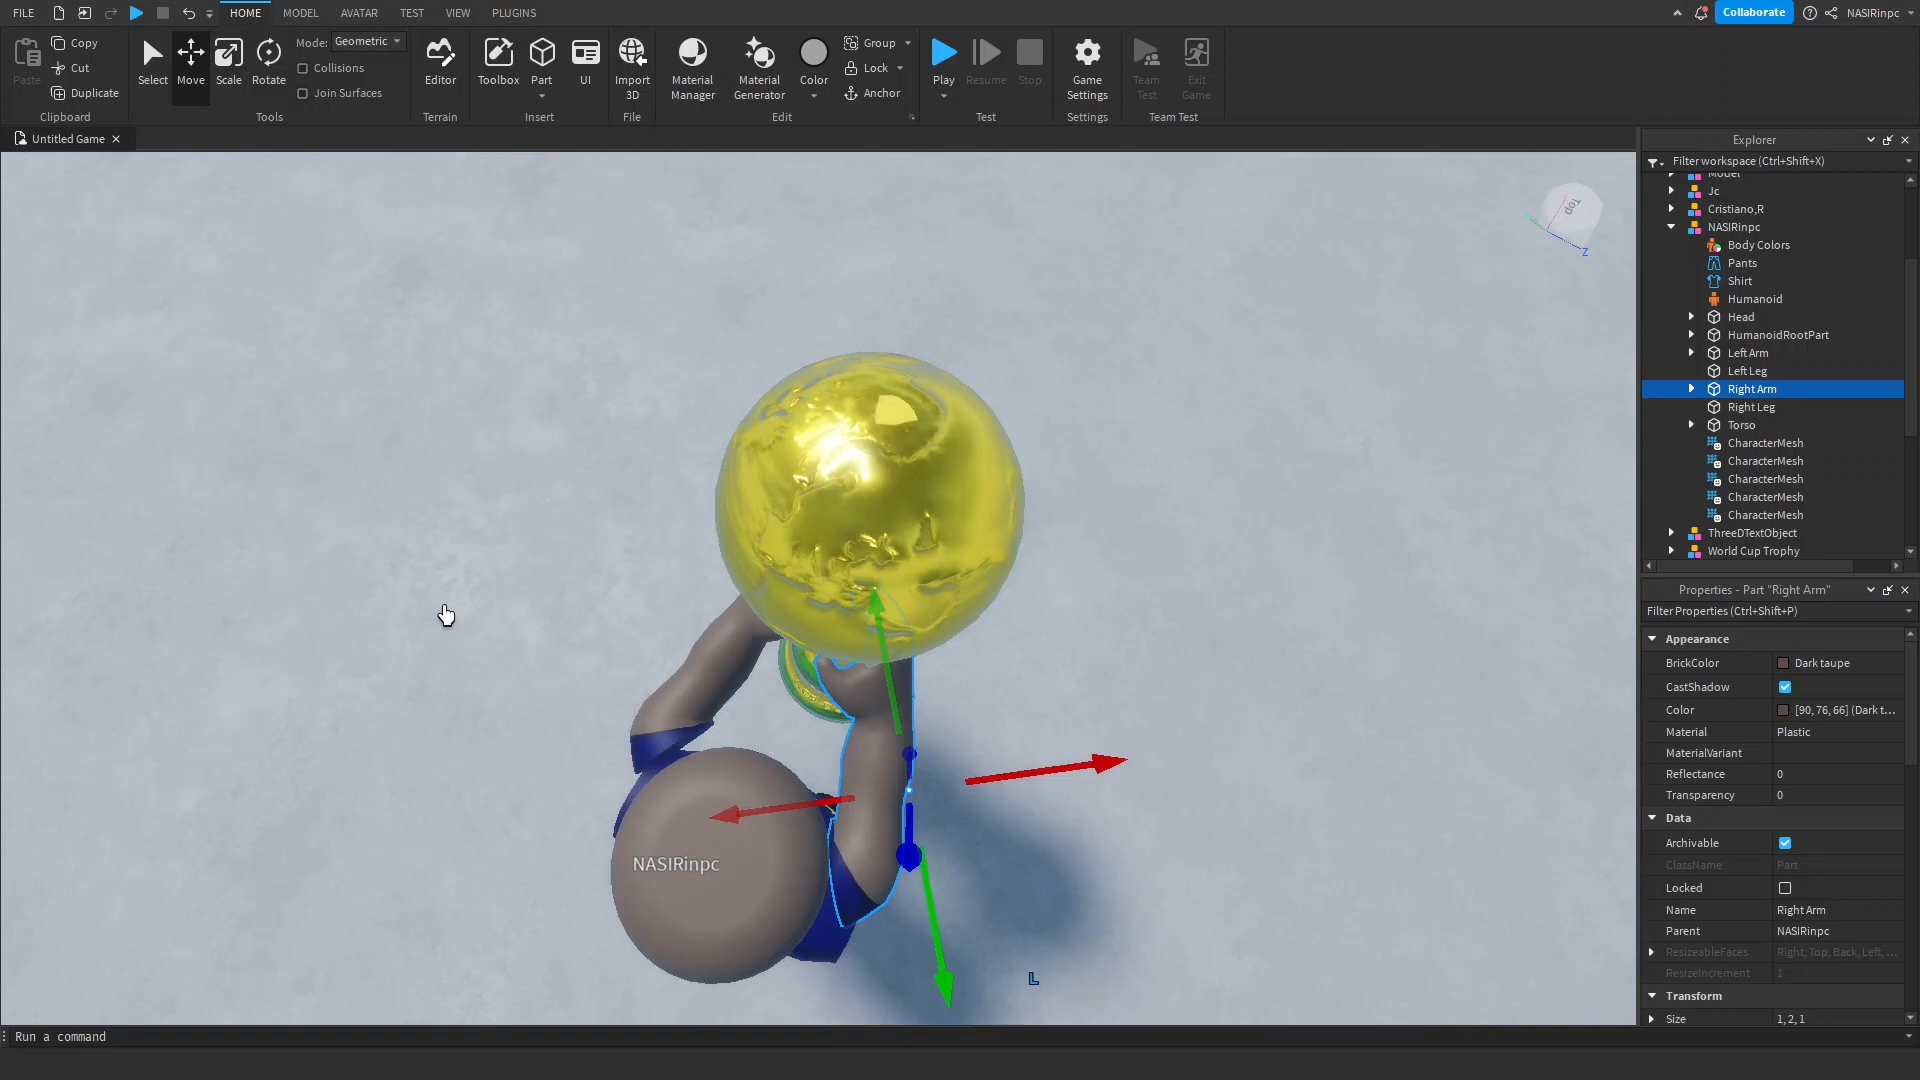 FILE HOME MODEL AVATAR TEST VIEW PLUGINS Collaborate NASIRinpc
Copy
Cut
Duplicate
Paste
Clipboard
Select Move Scale Rotate
Mode: Geometric
Collisions
Join Surfaces
Tools
Editor
Terrain
Toolbox Part UI
Insert
Import
3D
File
Material
Manager
Material
Generator
Color
Group
Lock
Anchor
Edit
Play Resume Stop
Test
Game
Settings
Settings
Team
Test
Exit
Game
Team Test
Untitled Game
Top
Z
NASIRinpc
L
Run a command
Explorer
Filter workspace (Ctrl+Shift+X)
Model
Jc
Cristiano,R
NASIRinpc
Body Colors
Pants
Shirt
Humanoid
Head
HumanoidRootPart
Left Arm
Left Leg
Right Arm
Right Leg
Torso
CharacterMesh
CharacterMesh
CharacterMesh
CharacterMesh
CharacterMesh
ThreeDTextObject
World Cup Trophy
Properties - Part "Right Arm"
Filter Properties (Ctrl+Shift+P)
Appearance
BrickColor Dark taupe
CastShadow
Color [90, 76, 66] (Dark t...
Material Plastic
MaterialVariant
Reflectance 0
Transparency 0
Data
Archivable
ClassName Part
Locked
Name Right Arm
Parent NASIRinpc
ResizeableFaces Right, Top, Back, Left, ...
ResizeIncrement 1
Transform
Size 1, 2, 1